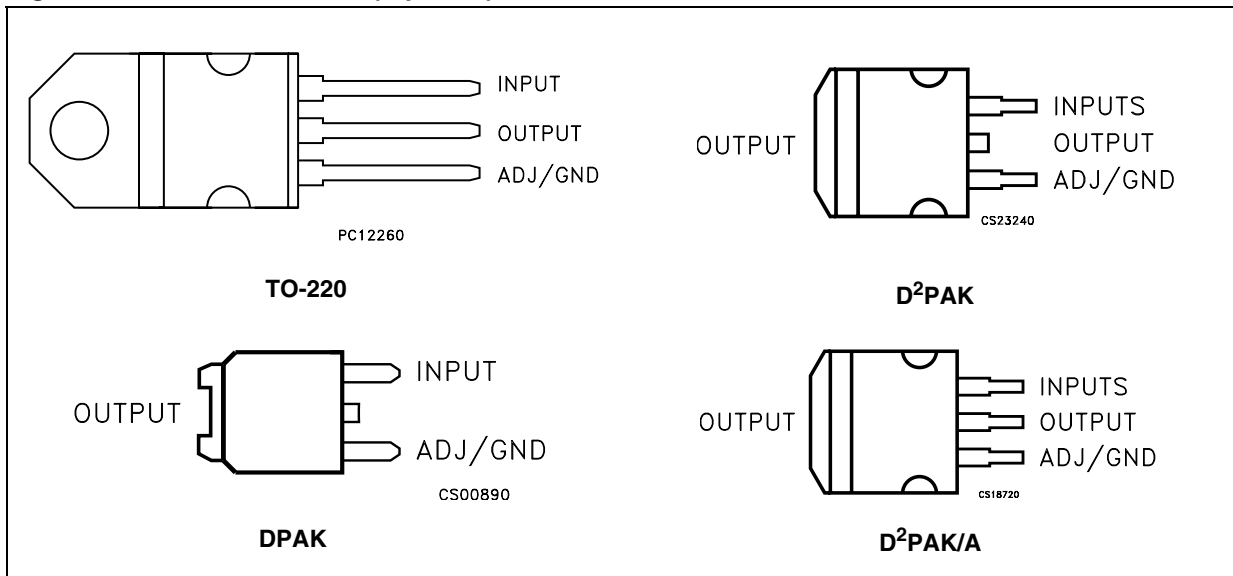 INPUT
OUTPUT
ADJ/GND
PC12260
TO-220
OUTPUT
INPUTS
OUTPUT
ADJ/GND
CS23240
D²PAK
OUTPUT
INPUT
ADJ/GND
CS00890
DPAK
OUTPUT
INPUTS
OUTPUT
ADJ/GND
CS18720
D²PAK/A